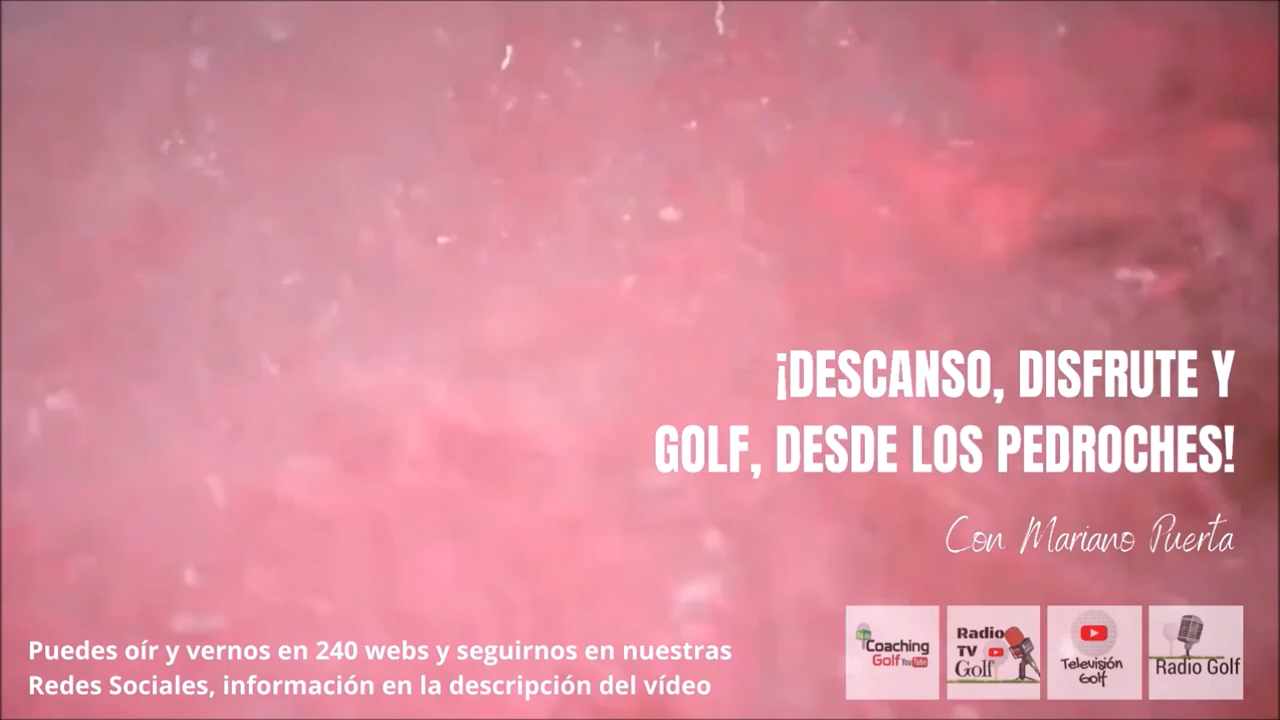 ¡DESCANSO, DISFRUTE Y
GOLF, DESDE LOS PEDROCHES!
Con Mariano Puerta
Puedes oír y vernos en 240 webs y seguirnos en nuestras
Redes Sociales, información en la descripción del vídeo
Coaching
Golf YouTube
Radio
TV
Golf
Televisión
Golf
Radio Golf